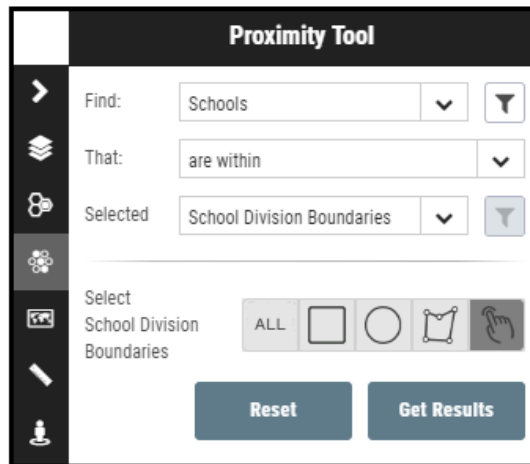 Proximity Tool
Find: Schools
That: are within
Selected School Division Boundaries
Select
School Division
Boundaries
ALL
Reset Get Results